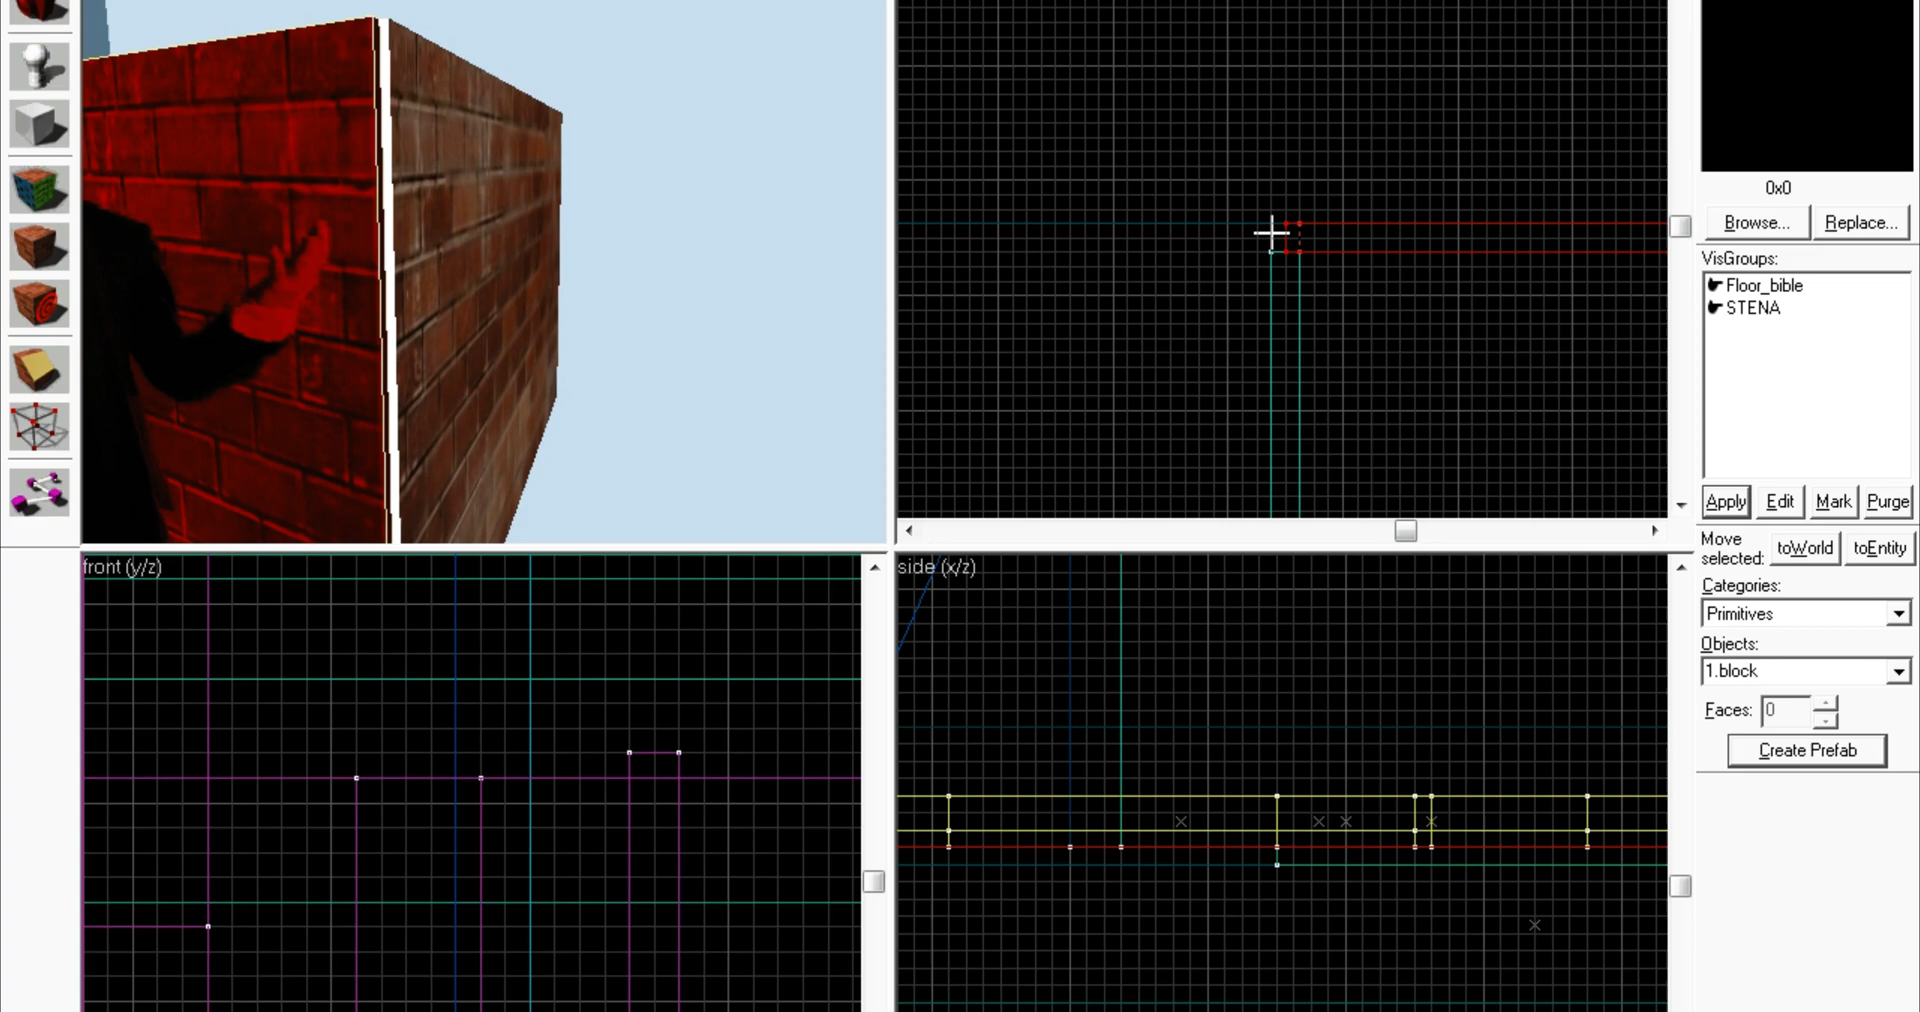 0x0
Browse...
Replace...
VisGroups:
Floor_bible
STENA
Apply
Edit
Mark
Purge
Move
selected:
toWorld
toEntity
Categories:
Primitives
Objects:
1.block
Faces:
0
Create Prefab
front (y/z)
side (x/z)